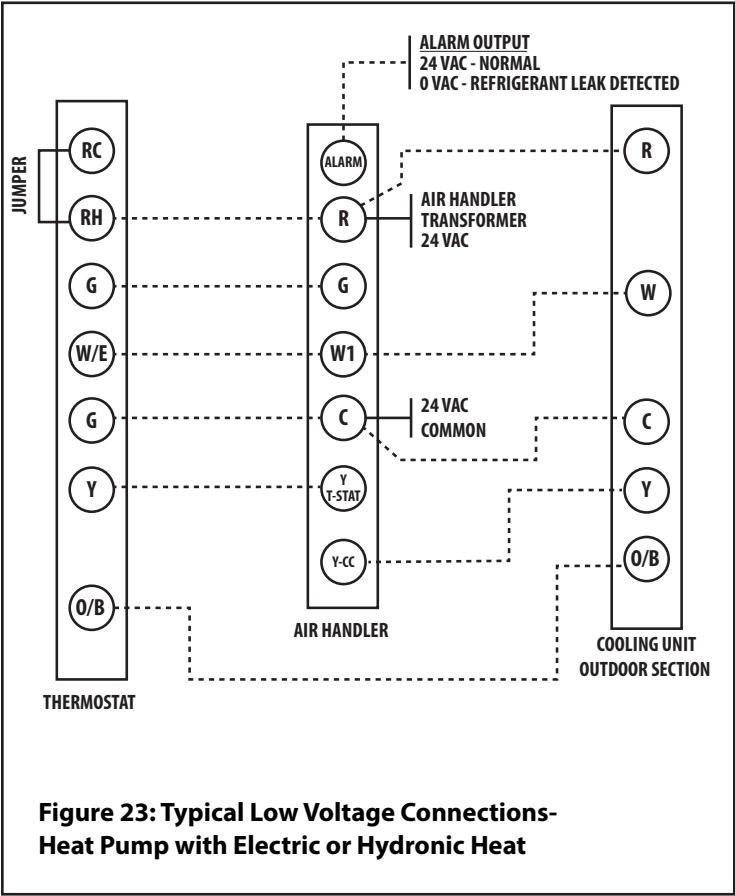 ALARM OUTPUT
24 VAC - NORMAL
0 VAC - REFRIGERANT LEAK DETECTED
JUMPER
RC
RH
G
W/E
G
Y
O/B
THERMOSTAT
ALARM
R
G
W1
C
Y
T-STAT
Y-CC
AIR HANDLER
AIR HANDLER
TRANSFORMER
24 VAC
24 VAC
COMMON
R
W
C
Y
O/B
COOLING UNIT
OUTDOOR SECTION
Figure 23: Typical Low Voltage Connections-
Heat Pump with Electric or Hydronic Heat